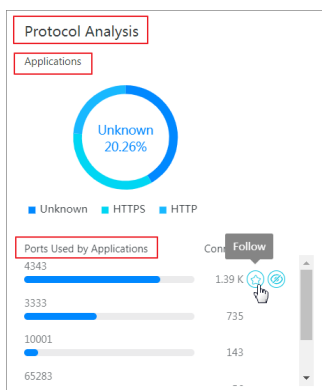 Protocol Analysis
Applications
Unknown
20.26%
Unknown HTTPS HTTP
Follow
Ports Used by Applications
4343
1.39 K
3333
735
10001
143
65283